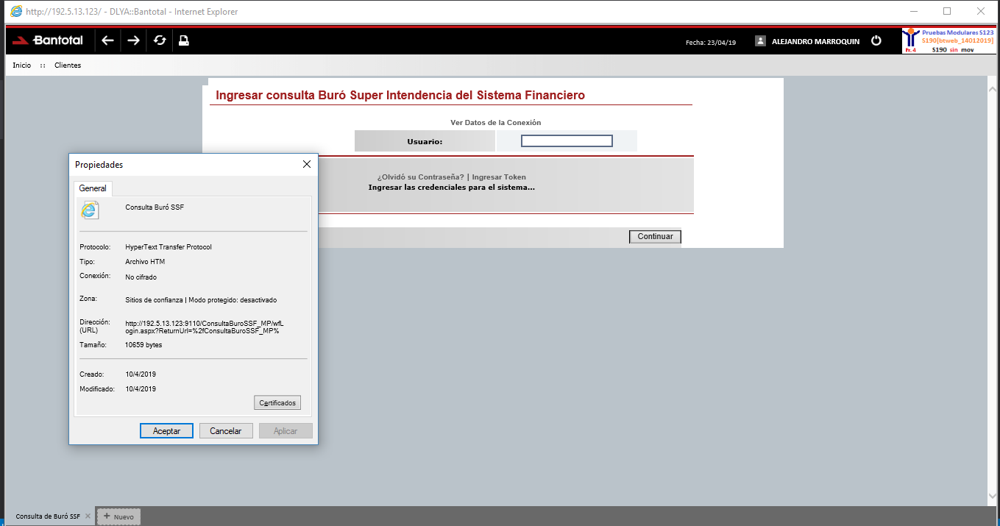 http://192.5.13.123/ - DLYA::Bantotal - Internet Explorer
Bantotal
Fecha: 23/04/19
ALEJANDRO MARROQUIN
Pruebas Modulares S123
S190[btweb_14012019]
Fr. 4 S190 sin mov
Inicio :: Clientes
Ingresar consulta Buró Super Intendencia del Sistema Financiero
Ver Datos de la Conexión
Usuario:
¿Olvidó su Contraseña? | Ingresar Token
Ingresar las credenciales para el sistema...
Continuar
Propiedades
General
Consulta Buró SSF
Protocolo: HyperText Transfer Protocol
Tipo: Archivo HTM
Conexión: No cifrado
Zona: Sitios de confianza | Modo protegido: desactivado
Dirección: http://192.5.13.123:9110/ConsultaBuroSSF_MP/wfL
(URL) ogin.aspx?ReturnUrl=%2fConsultaBuroSSF_MP%
Tamaño: 10659 bytes
Creado: 10/4/2019
Modificado: 10/4/2019
Certificados
Aceptar Cancelar Aplicar
Consulta de Buró SSF + Nuevo